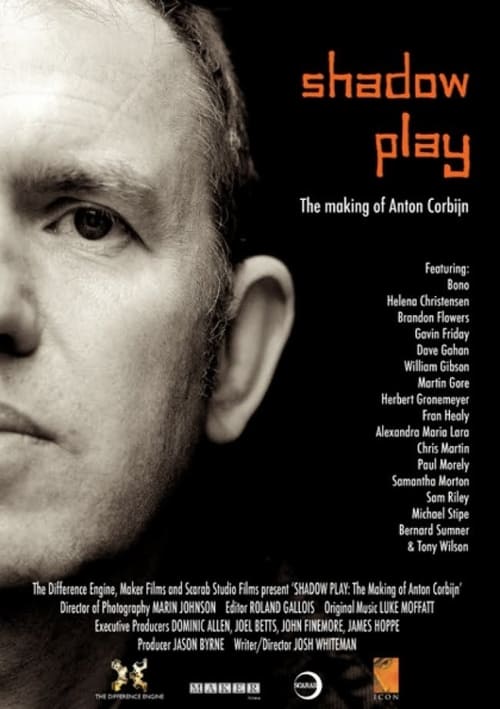 shadow
play
The making of Anton Corbijn
Featuring:
Bono
Helena Christensen
Brandon Flowers
Gavin Friday
Dave Gahan
William Gibson
Martin Gore
Herbert Gronemeyer
Fran Healy
Alexandra Maria Lara
Chris Martin
Paul Morely
Samantha Morton
Sam Riley
Michael Stipe
Bernard Sumner
& Tony Wilson
The Difference Engine, Maker Films and Scarab Studio Films present 'SHADOW PLAY: The Making of Anton Corbijn'
Director of Photography MARIN JOHNSON Editor ROLAND GALLOIS Original Music LUKE MOFFATT
Executive Producers DOMINIC ALLEN, JOEL BETTS, JOHN FINEMORE, JAMES HOPPE
Producer JASON BYRNE Writer/Director JOSH WHITEMAN
THE DIFFERENCE ENGINE
MAKER
SCARAB
ICON